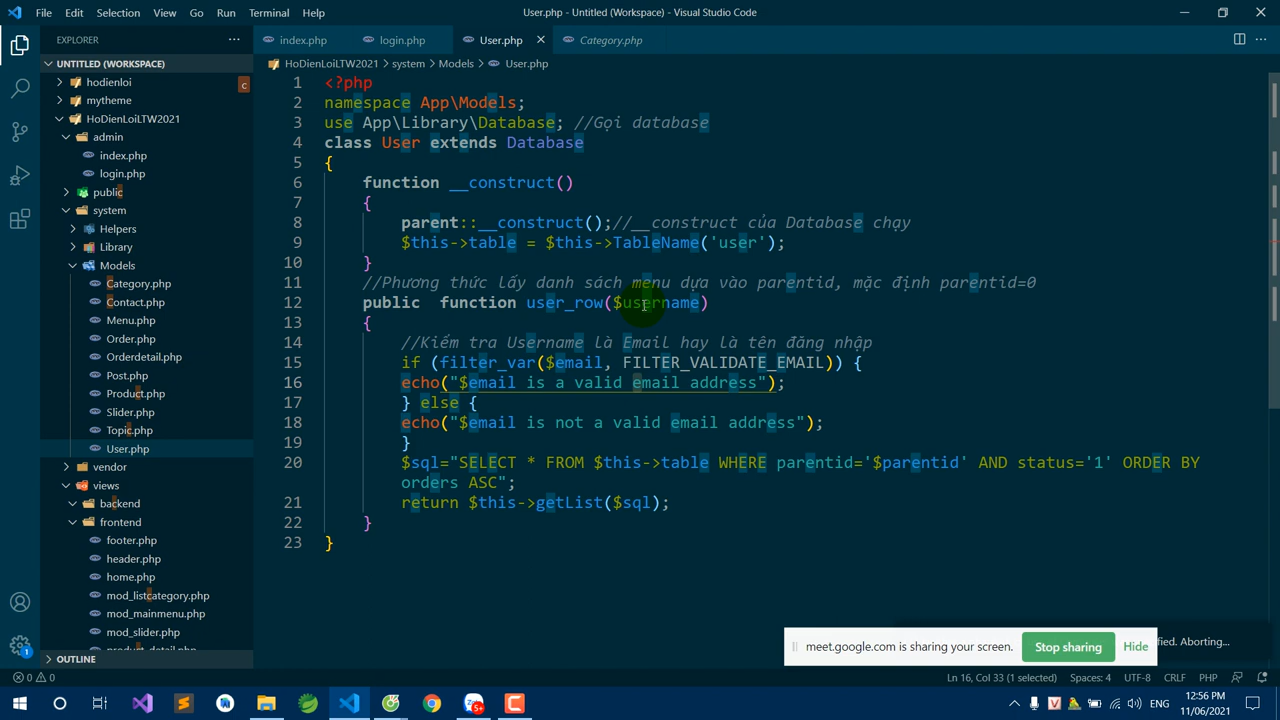 File Edit Selection View Go Run Terminal Help
User.php - Untitled (Workspace) - Visual Studio Code
EXPLORER
UNTITLED (WORKSPACE)
hodienloi
C
mytheme
HoDienLoiLTW2021
admin
index.php
login.php
public
system
Helpers
Library
Models
Category.php
Contact.php
Menu.php
Order.php
Orderdetail.php
Post.php
Product.php
Slider.php
Topic.php
User.php
vendor
views
backend
frontend
footer.php
header.php
home.php
mod_listcategory.php
mod_mainmenu.php
mod_slider.php
product_detail.php
OUTLINE
index.php login.php User.php Category.php
HoDienLoiLTW2021 > system > Models > User.php
1 <?php
2 namespace App\Models;
3 use App\Library\Database; //Gọi database
4 class User extends Database
5 {
6 function __construct()
7 {
8 parent::__construct();//__construct của Database chạy
9 $this->table = $this->TableName('user');
10 }
11 //Phương thức lấy danh sách menu dựa vào parentid, mặc định parentid=0
12 public  function user_row($username)
13 {
14 //Kiểm tra Username là Email hay là tên đăng nhập
15 if (filter_var($email, FILTER_VALIDATE_EMAIL)) {
16 echo("$email is a valid email address");
17 } else {
18 echo("$email is not a valid email address");
19 }
20 $sql="SELECT * FROM $this->table WHERE parentid='$parentid' AND status='1' ORDER BY
orders ASC";
21 return $this->getList($sql);
22 }
23 }
meet.google.com is sharing your screen. Stop sharing Hide
fied. Aborting...
0 0
Ln 16, Col 33 (1 selected) Spaces: 4 UTF-8 CRLF PHP
1
5+
V
ENG
12:56 PM
11/06/2021